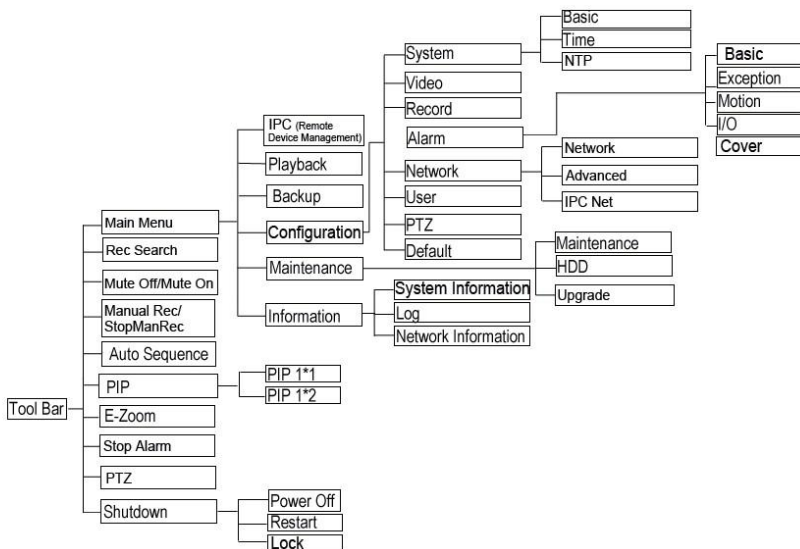 Tool Bar
Main Menu
Rec Search
Mute Off/Mute On
Manual Rec/
StopManRec
Auto Sequence
PIP
E-Zoom
Stop Alarm
PTZ
Shutdown
IPC (Remote
Device Management)
Playback
Backup
Configuration
Maintenance
Information
PIP 1*1
PIP 1*2
Power Off
Restart
Lock
System
Video
Record
Alarm
Network
User
PTZ
Default
System Information
Log
Network Information
Basic
Time
NTP
Network
Advanced
IPC Net
Maintenance
HDD
Upgrade
Basic
Exception
Motion
I/O
Cover